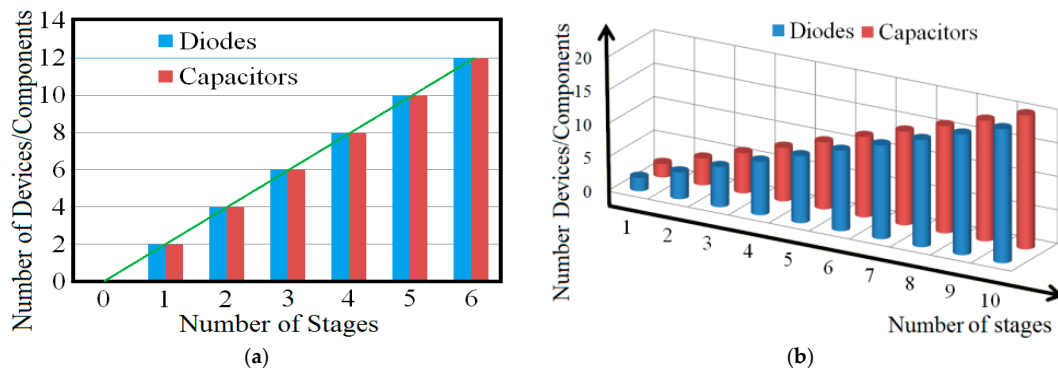 Number of Devices/Components
14
12
10
8
6
4
2
0
Diodes
Capacitors
0 1 2 3 4 5 6
Number of Stages
(a)
Number Devices/Components
20
15
10
5
0
Diodes Capacitors
1 2 3 4 5 6 7 8 9 10
Number of stages
(b)